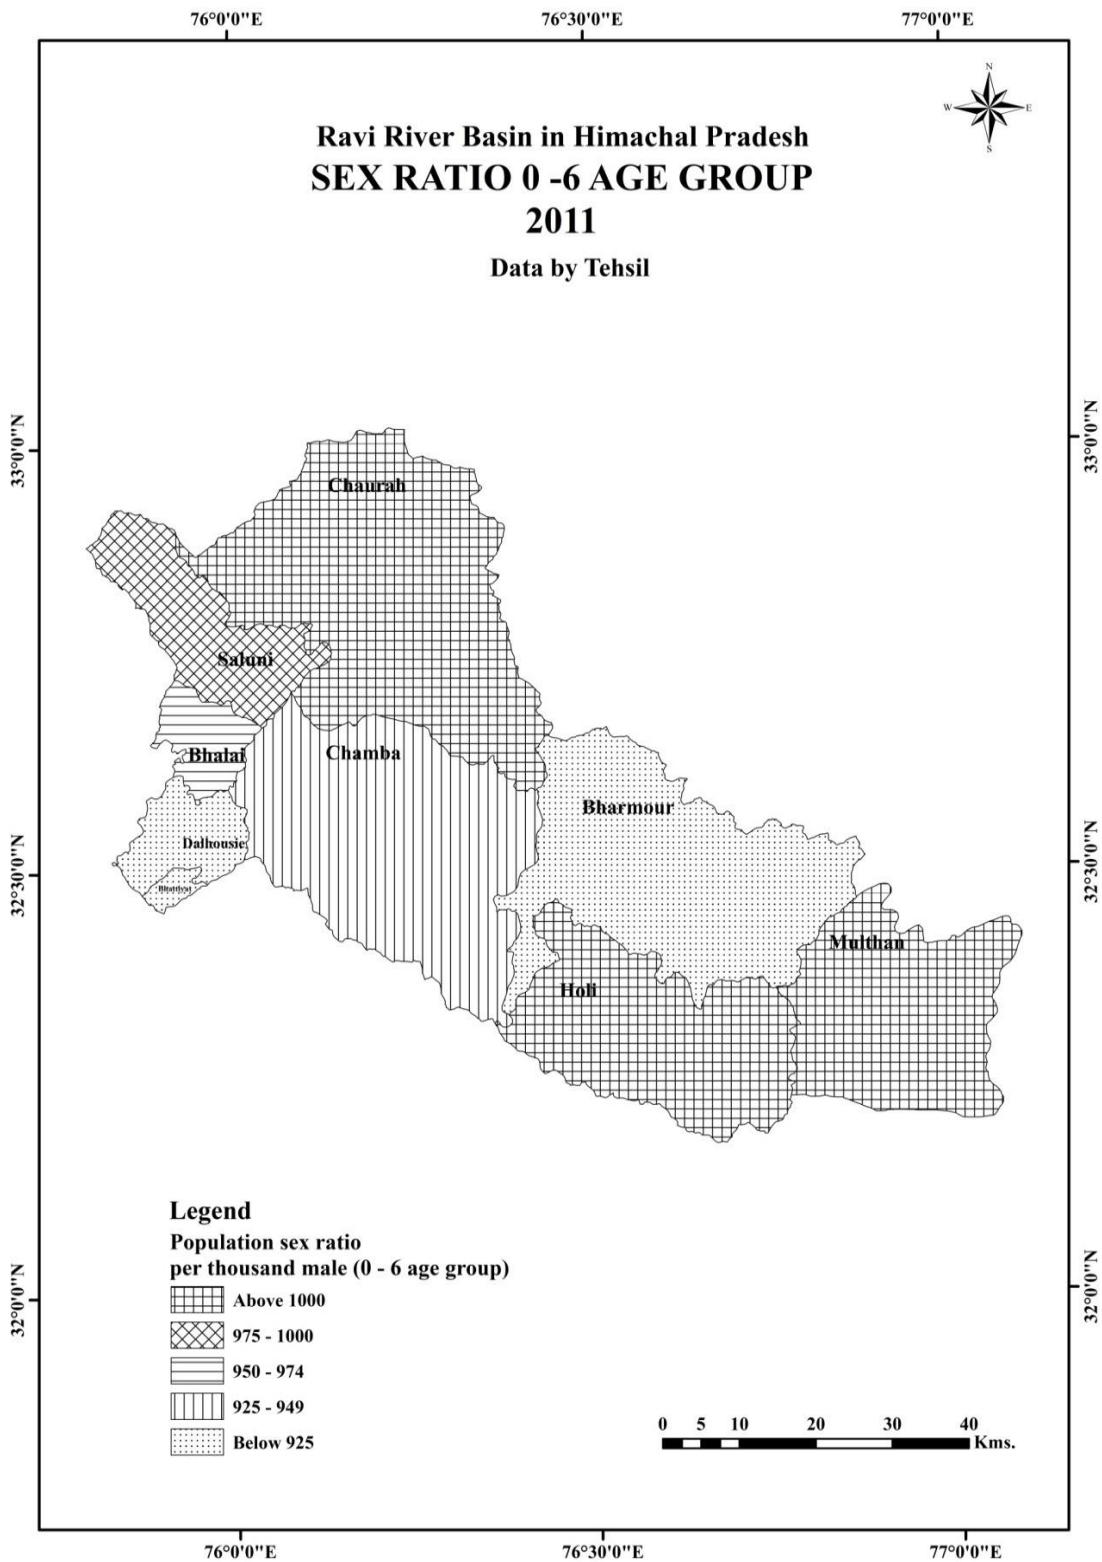 76°0'0"E 76°30'0"E 77°0'0"E
N
W E
S
Ravi River Basin in Himachal Pradesh
SEX RATIO 0 -6 AGE GROUP
2011
Data by Tehsil
33°0'0"N 33°0'0"N
Chaurah
Saluni
Bhalai
Chamba
Bharmour
Dalhousie
32°30'0"N 32°30'0"N
Bhattiyat
Multhan
Holi
Legend
Population sex ratio
per thousand male (0 - 6 age group)
Above 1000
975 - 1000
950 - 974
925 - 949
Below 925
32°0'0"N 32°0'0"N
0 5 10 20 30 40
Kms.
76°0'0"E 76°30'0"E 77°0'0"E